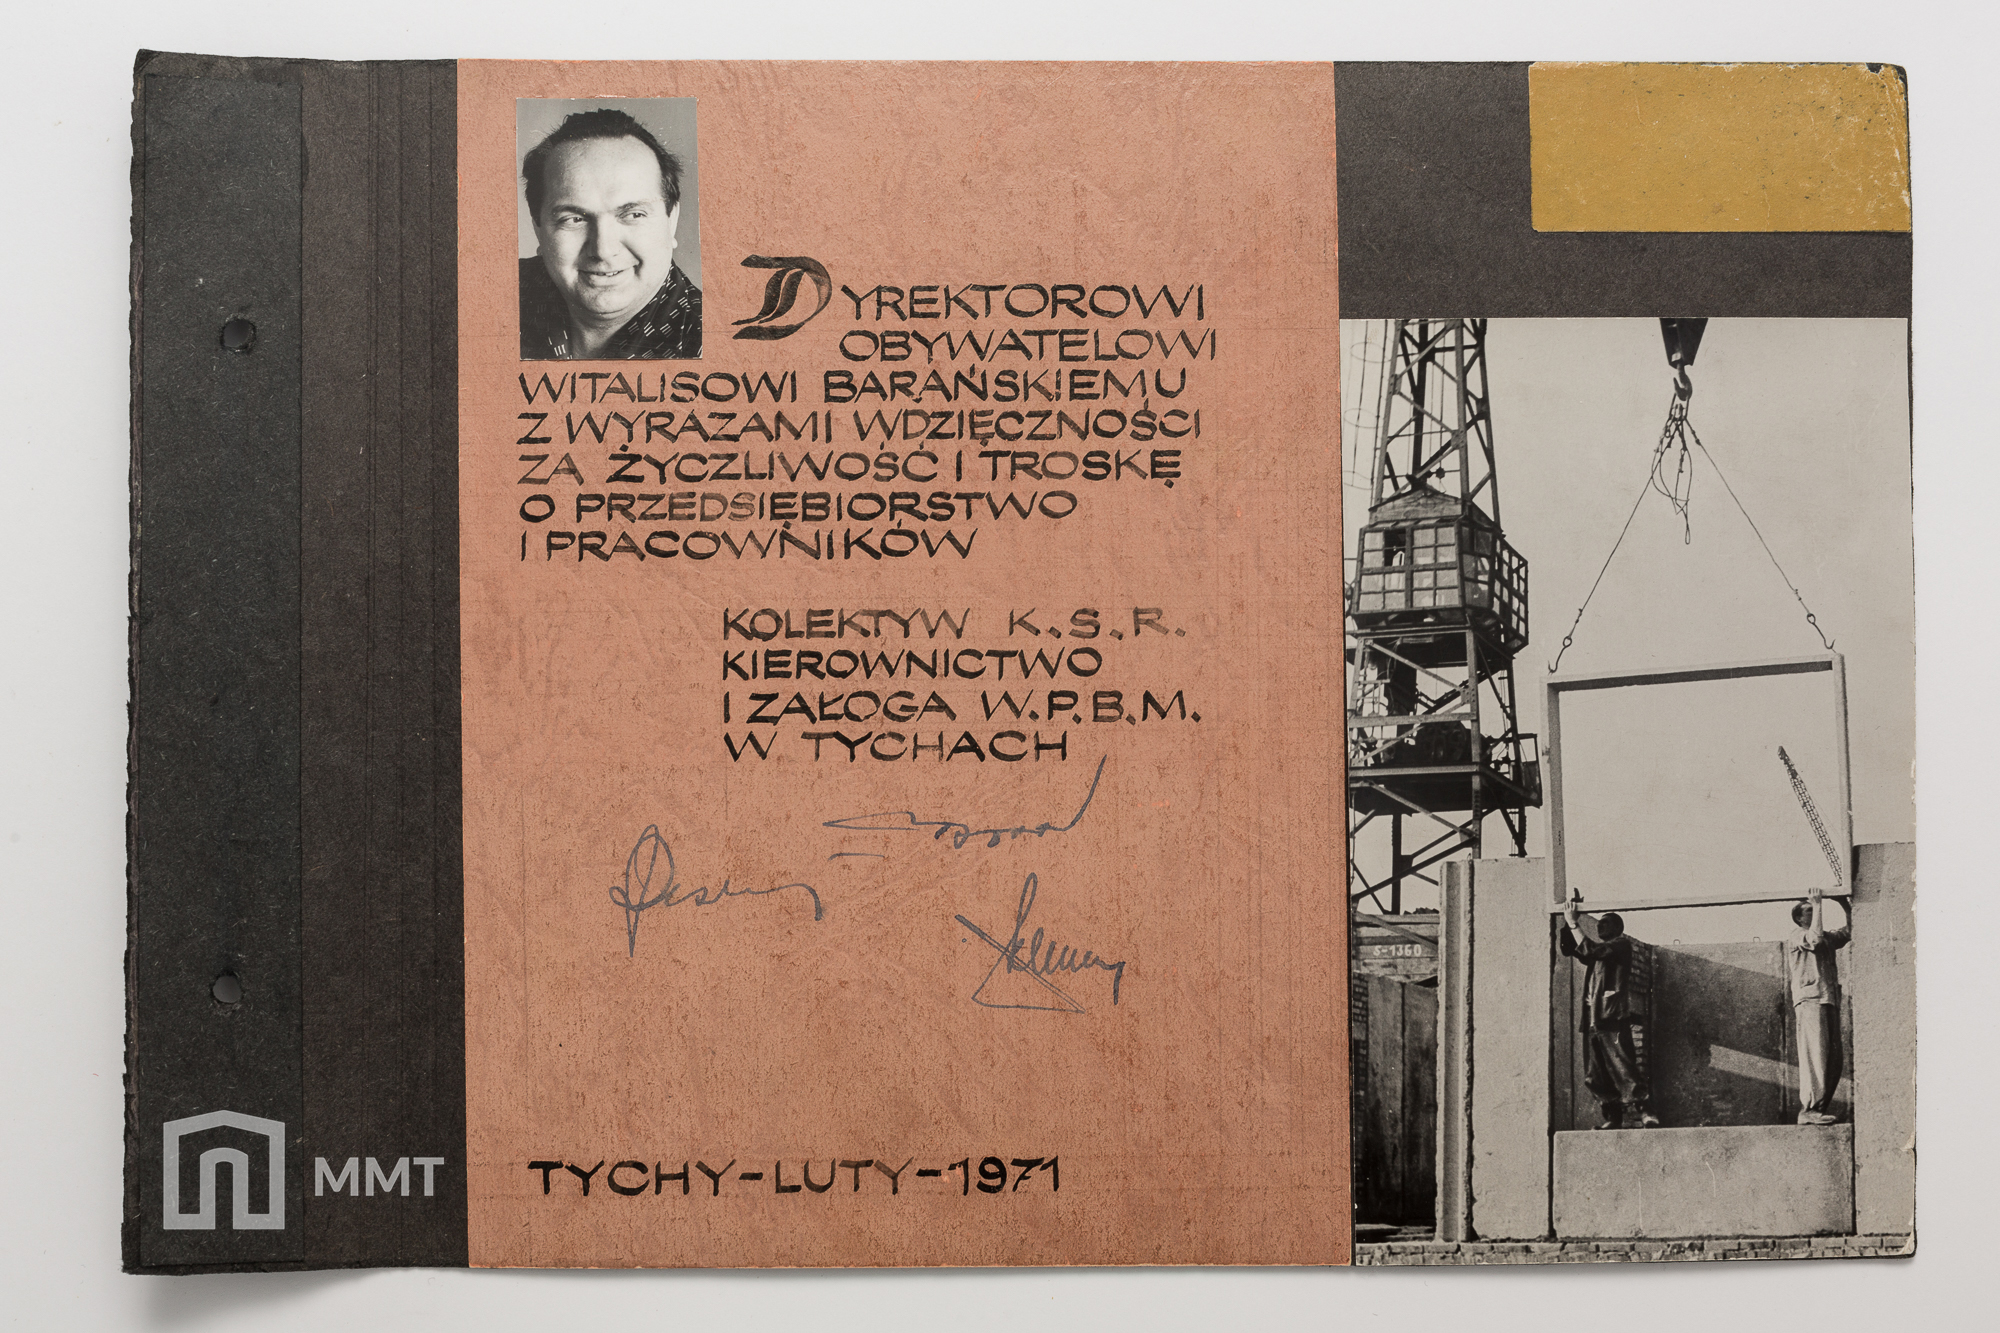 DYREKTOROWI
OBYWATELOWI
WITALISOWI BARAŃSKIEMU
Z WYRAZAMI WDZIĘCZNOŚCI
ZA ŻYCZLIWOŚĆ I TROSKĘ
O PRZEDSIĘBIORSTWO
I PRACOWNIKÓW
KOLEKTYW K.S.R.
KIEROWNICTWO
I ZAŁOGA W.P.B.M.
W TYCHACH
TYCHY-LUTY-1971
S-1360
MMT